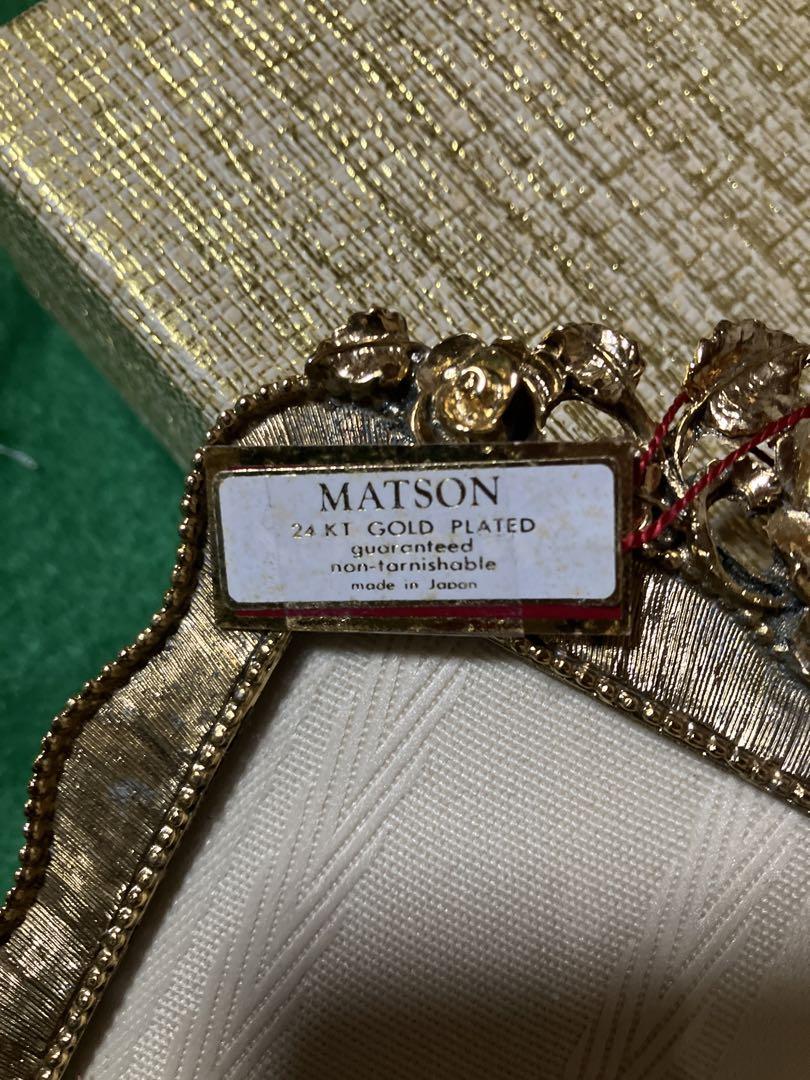 MATSON
24 KT GOLD PLATED
guaranteed
non-tarnishable
made in Japan